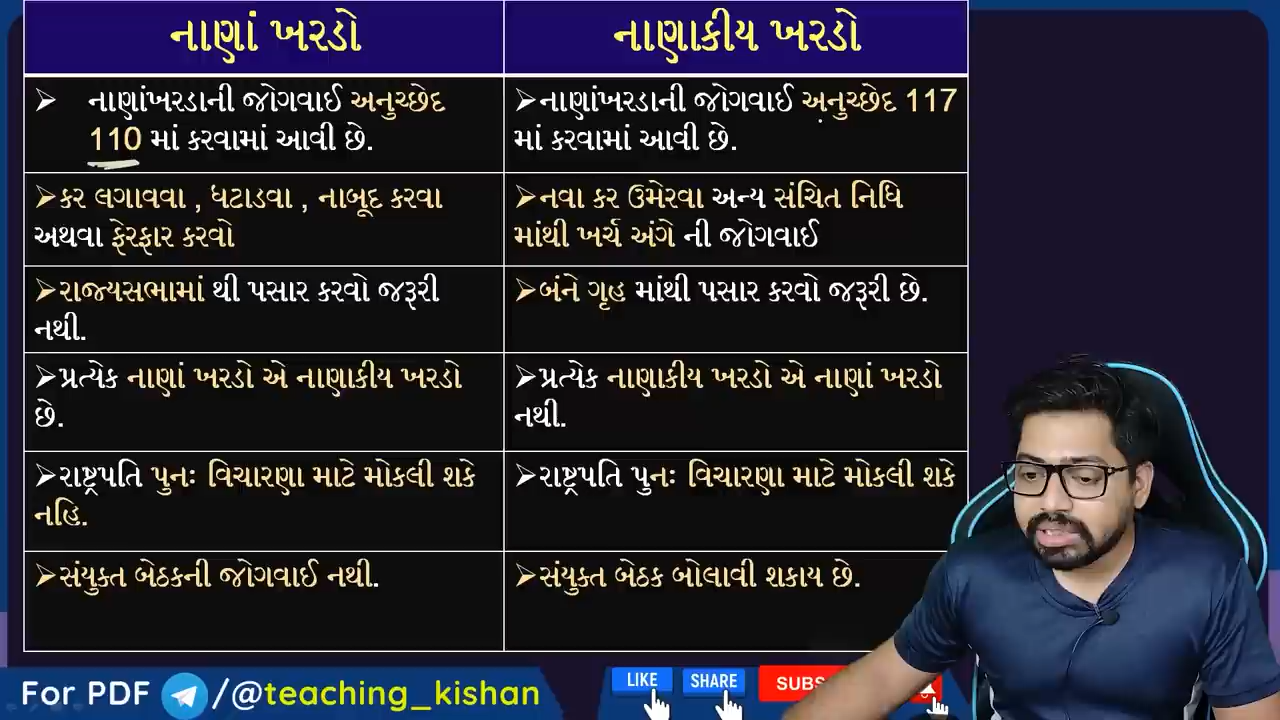 નાણાં ખરડો
નાણાકીય ખરડો
➢ નાણાંખરડાની જોગવાઈ અનુચ્છેદ
110 માં કરવામાં આવી છે.
➢નાણાંખરડાની જોગવાઈ અનુચ્છેદ 117
માં કરવામાં આવી છે.
➢કર લગાવવા , ધટાડવા , નાબૂદ કરવા
અથવા ફેરફાર કરવો
➢નવા કર ઉમેરવા અન્ય સંચિત નિધિ
માંથી ખર્ચ અંગે ની જોગવાઈ
➢રાજ્યસભામાં થી પસાર કરવો જરૂરી
નથી.
➢બંને ગૃહ માંથી પસાર કરવો જરૂરી છે.
➢પ્રત્યેક નાણાં ખરડો એ નાણાકીય ખરડો
છે.
➢પ્રત્યેક નાણાકીય ખરડો એ નાણાં ખરડો
નથી.
➢રાષ્ટ્રપતિ પુનઃ વિચારણા માટે મોકલી શકે
નહિ.
➢રાષ્ટ્રપતિ પુનઃ વિચારણા માટે મોકલી શકે
➢સંયુક્ત બેઠકની જોગવાઈ નથી.
➢સંયુક્ત બેઠક બોલાવી શકાય છે.
For PDF /@teaching_kishan
LIKE
SHARE
SUBS